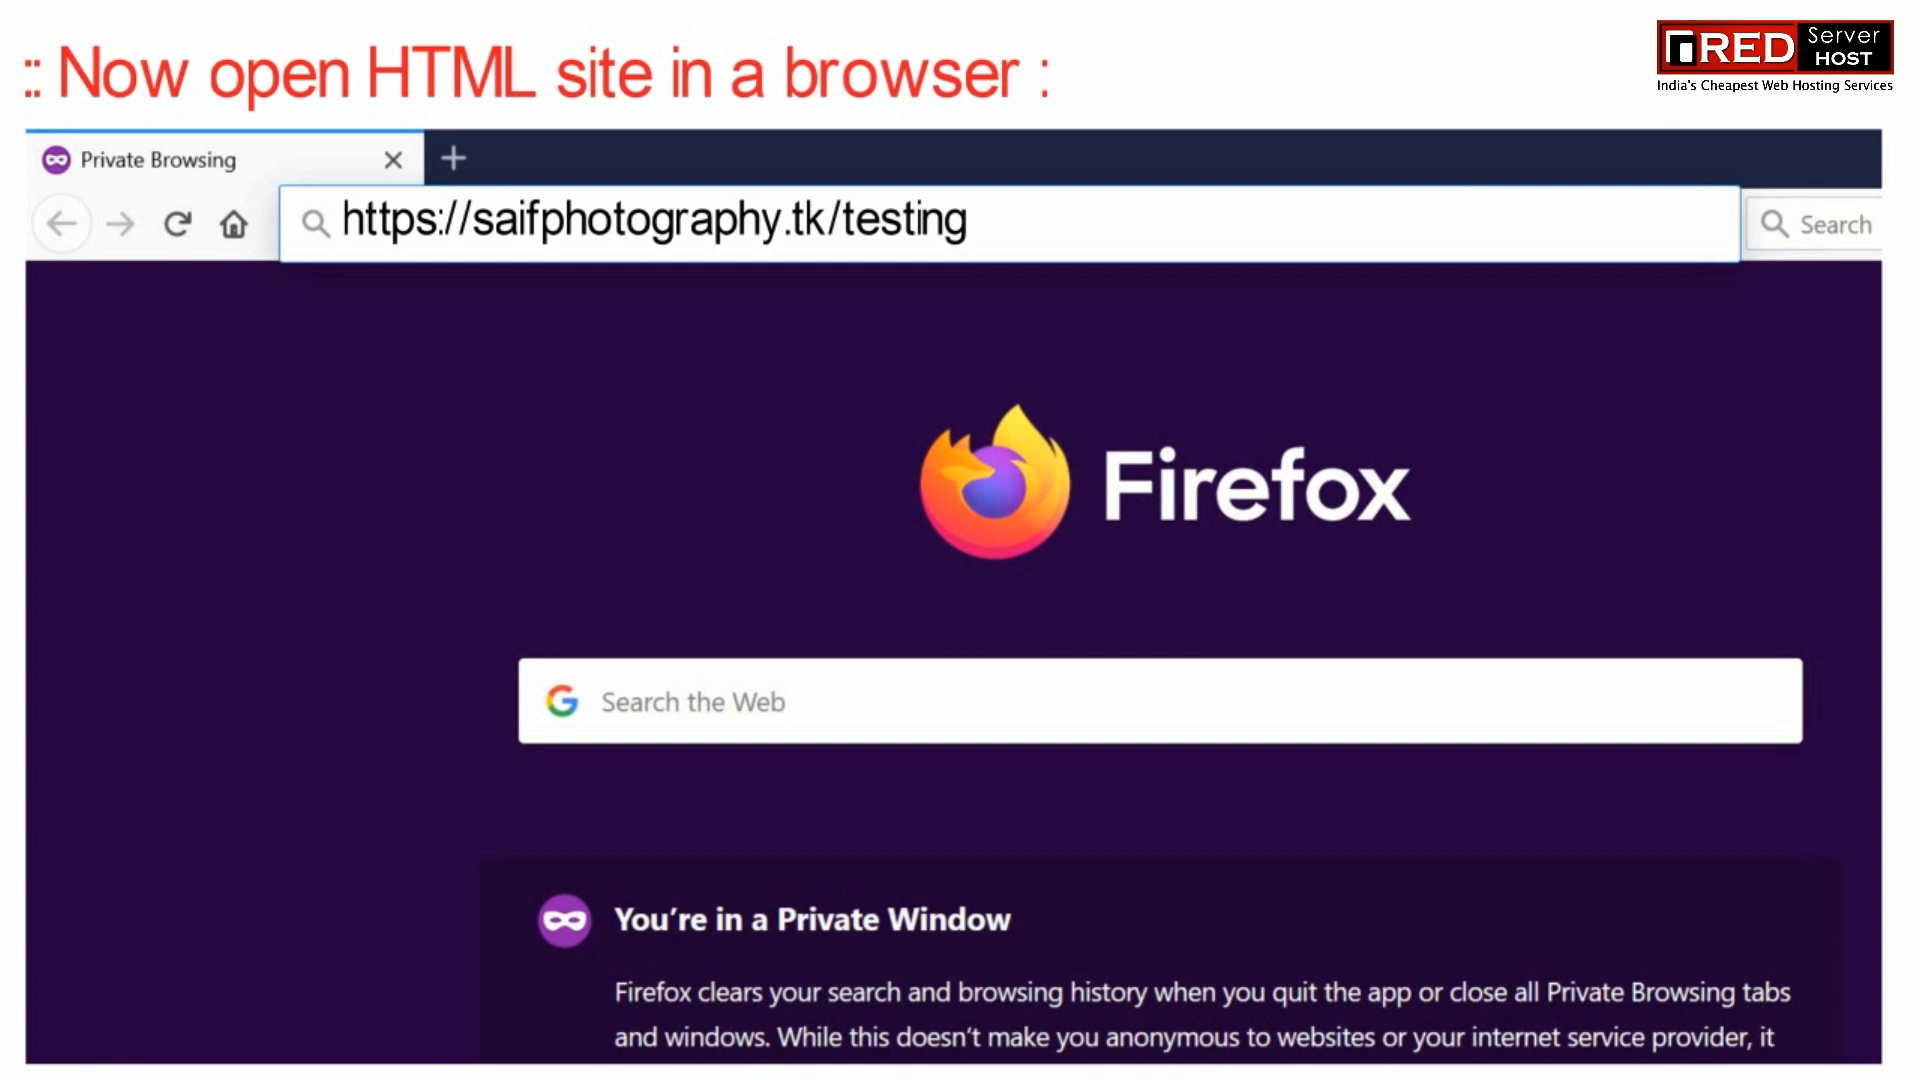 :: Now open HTML site in a browser :
RED Server HOST
India's Cheapest Web Hosting Services
Private Browsing
https://saifphotography.tk/testing
Search
Firefox
Search the Web
You're in a Private Window
Firefox clears your search and browsing history when you quit the app or close all Private Browsing tabs
and windows. While this doesn't make you anonymous to websites or your internet service provider, it